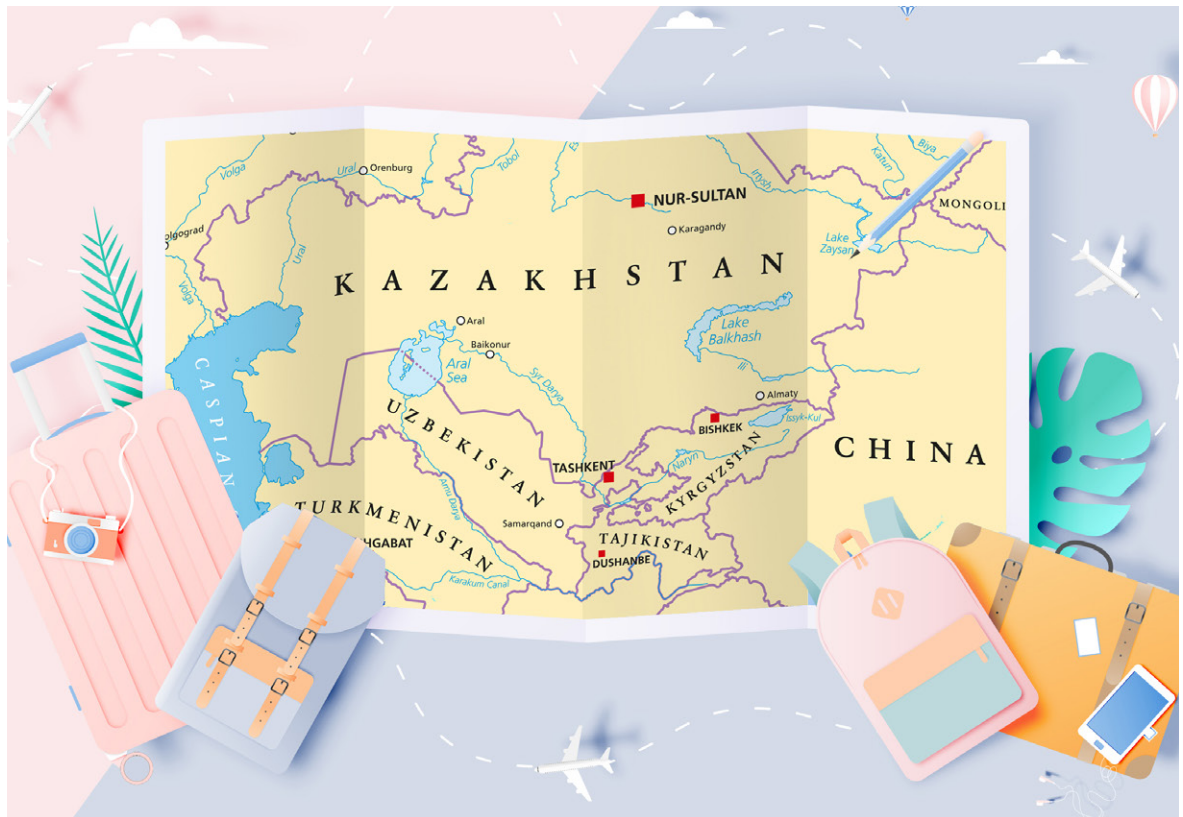 Volga
Ural
Orenburg
Tobol
Irtysh
Katun
Biya
NUR-SULTAN
MONGOLI
Karagandy
olgograd
Ural
Lake
Zaysan
KAZAKHSTAN
Volga
Aral
Lake
Balkhash
Baikonur
Aral
Sea
Syr Darya
Ili
CASPIAN
Almaty
UZBEKISTAN
BISHKEK
Issyk-Kul
CHINA
TASHKENT
Naryn
KYRGYZSTAN
Amu Darya
TURKMENISTAN
Samarqand
TAJIKISTAN
HGABAT
DUSHANBE
Karakum Canal